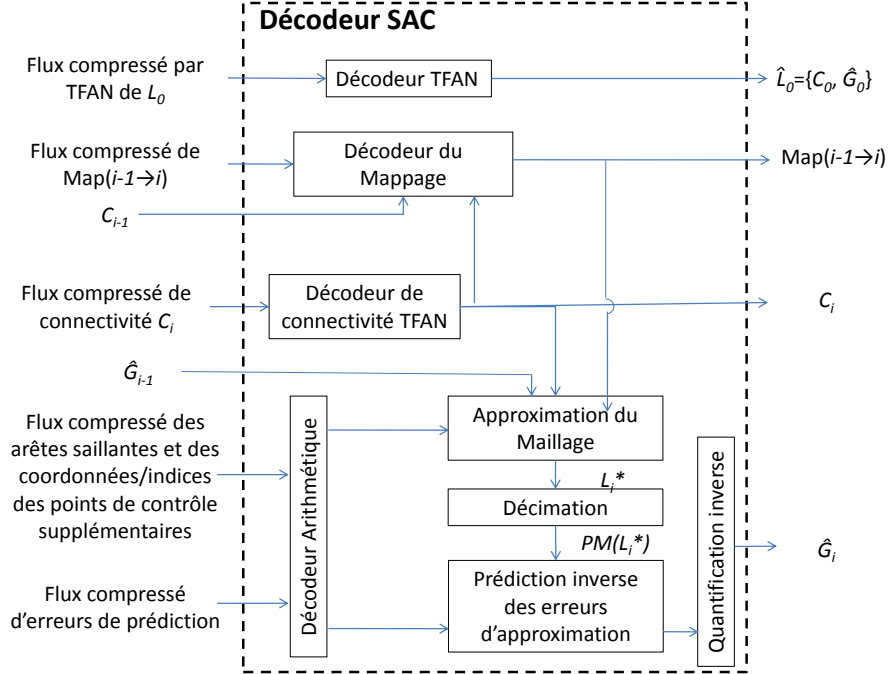 Décodeur SAC
Flux compressé par
TFAN de L0
Décodeur TFAN
L̂0={C0, Ĝ0}
Flux compressé de
Map(i-1→i)
Décodeur du
Mappage
Map(i-1→i)
Ci-1
Flux compressé de
connectivité Ci
Décodeur de
connectivité TFAN
Ci
Ĝi-1
Flux compressé des
arêtes saillantes et des
coordonnées/indices
des points de contrôle
supplémentaires
Décodeur Arithmétique
Approximation du
Maillage
Li*
Décimation
PM(Li*)
Quantification inverse
Ĝi
Flux compressé
d'erreurs de prédiction
Prédiction inverse
des erreurs
d'approximation